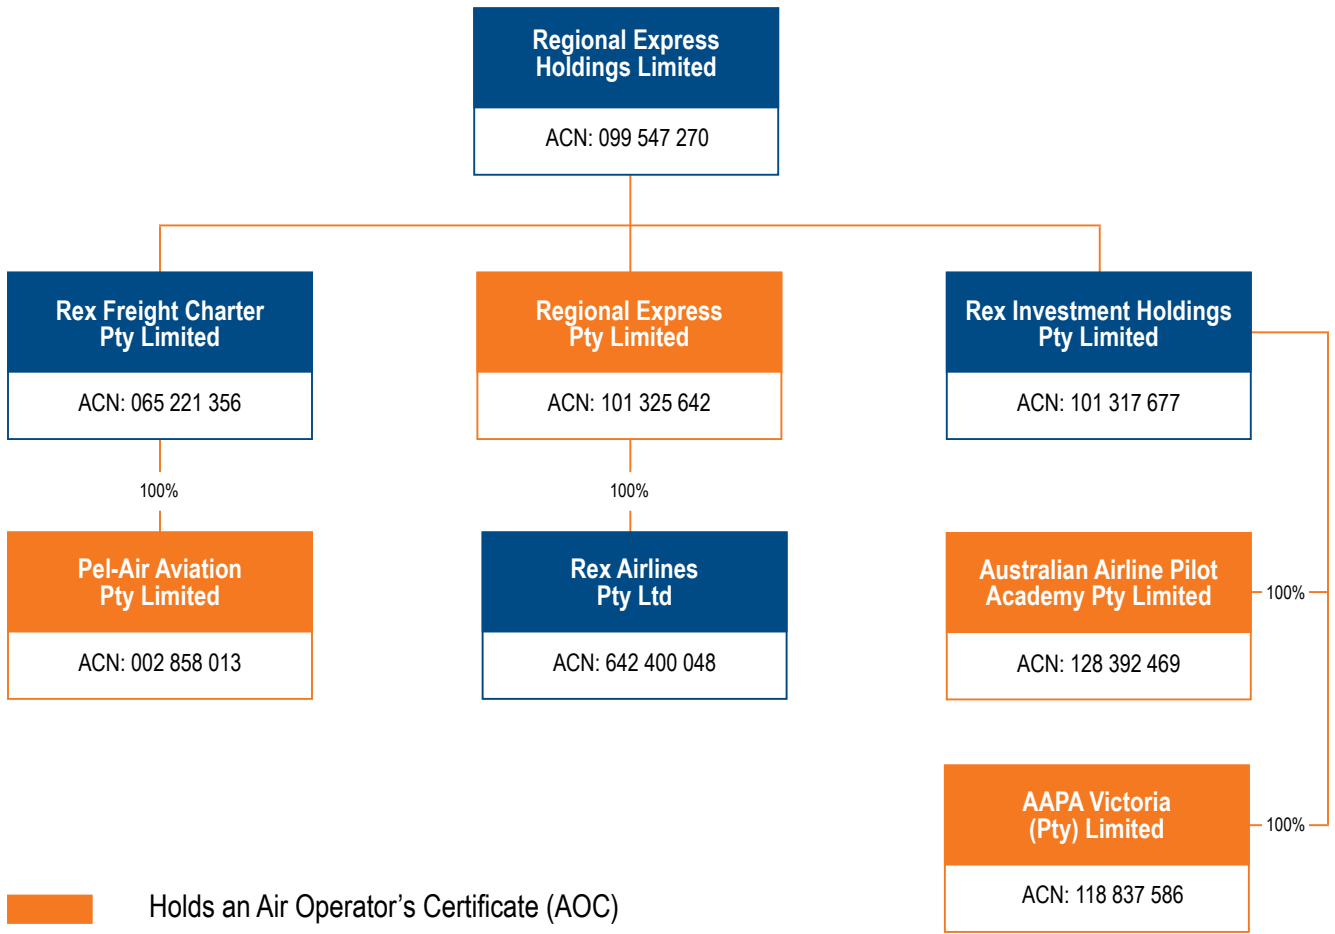 Regional Express
Holdings Limited
ACN: 099 547 270
Rex Freight Charter
Pty Limited
ACN: 065 221 356
Regional Express
Pty Limited
ACN: 101 325 642
Rex Investment Holdings
Pty Limited
ACN: 101 317 677
100%
100%
Pel-Air Aviation
Pty Limited
ACN: 002 858 013
Rex Airlines
Pty Ltd
ACN: 642 400 048
Australian Airline Pilot
Academy Pty Limited
ACN: 128 392 469
100%
AAPA Victoria
(Pty) Limited
ACN: 118 837 586
100%
Holds an Air Operator’s Certificate (AOC)